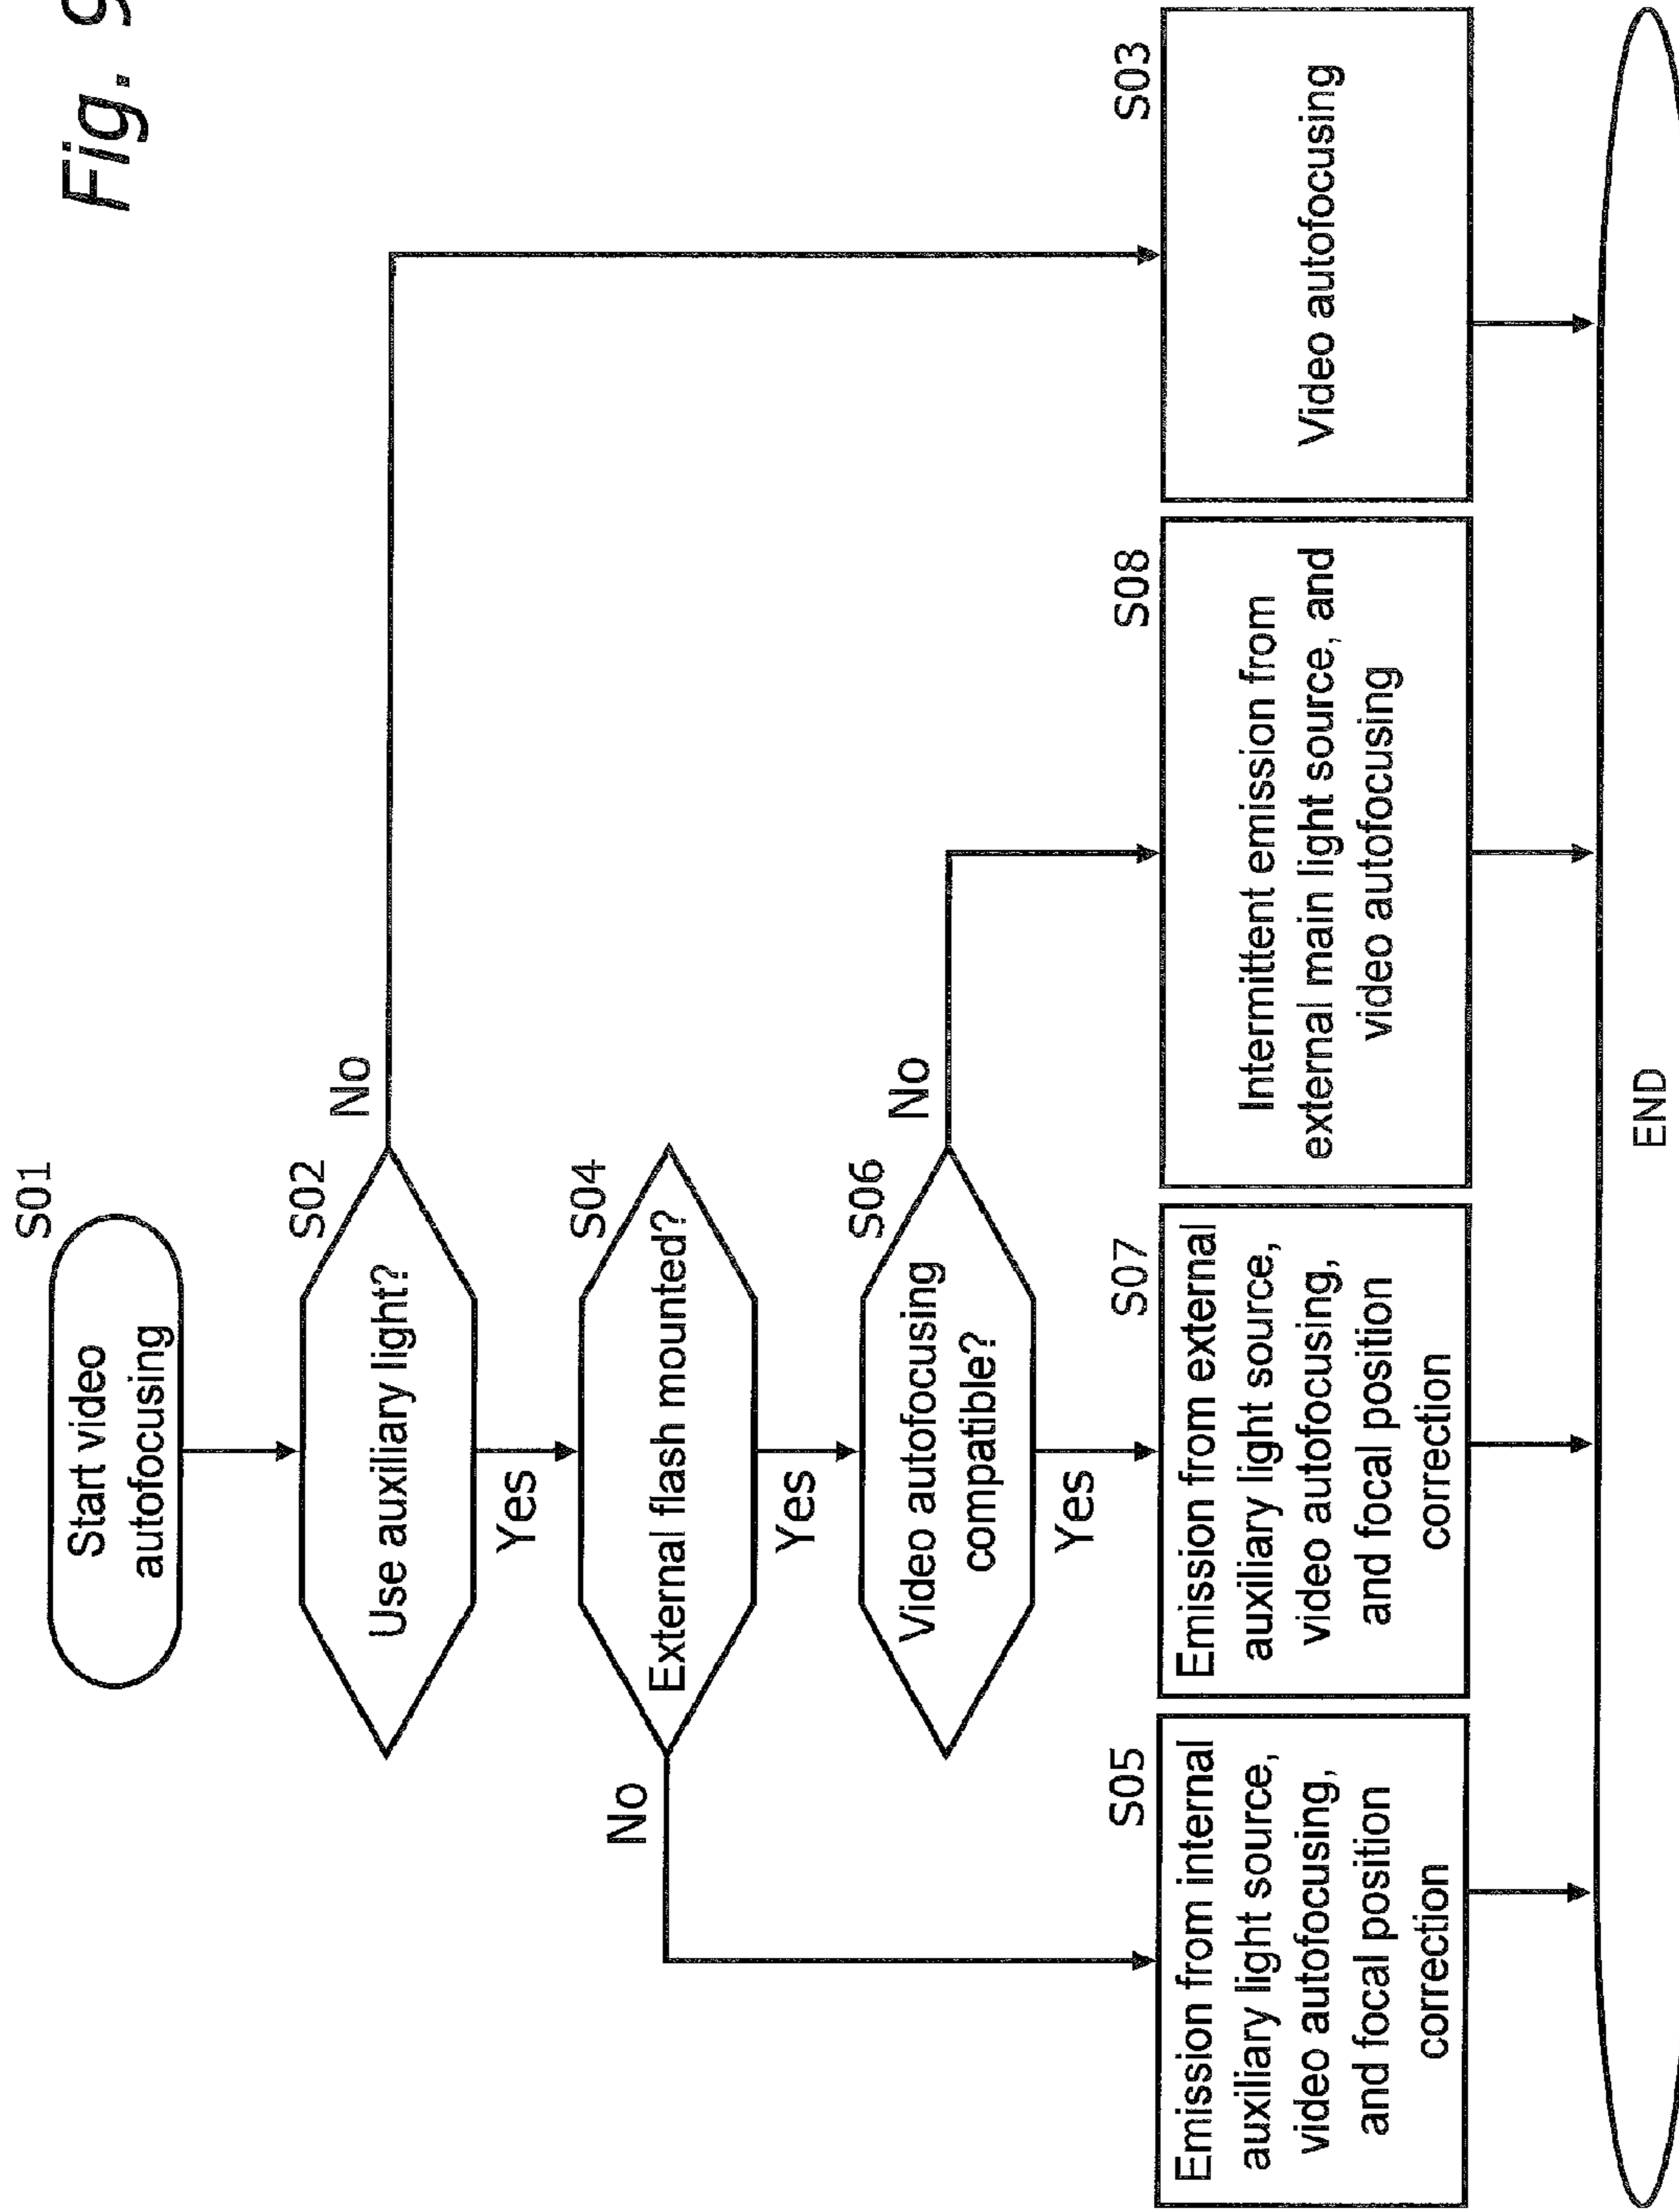 Fig. 9
S01
Start video
autofocusing
S02
Use auxiliary light?
No
Yes
S04
External flash mounted?
No
Yes
S06
Video autofocusing
compatible?
No
Yes
S05
Emission from internal
auxiliary light source,
video autofocusing,
and focal position
correction
S07
Emission from external
auxiliary light source,
video autofocusing,
and focal position
correction
S08
Intermittent emission from
external main light source, and
video autofocusing
S03
Video autofocusing
END